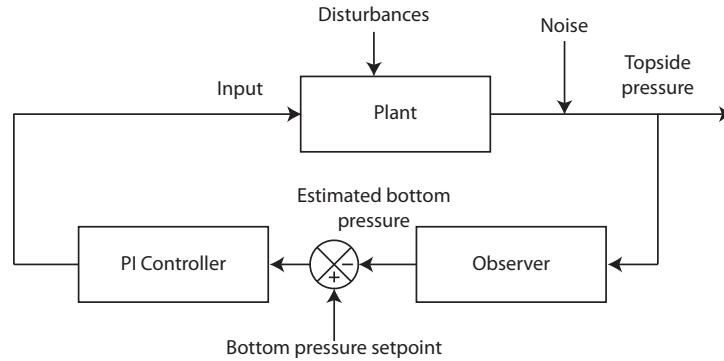 Disturbances
Noise
Topside
pressure
Input
Plant
Estimated bottom
pressure
PI Controller
−
+
Observer
Bottom pressure setpoint